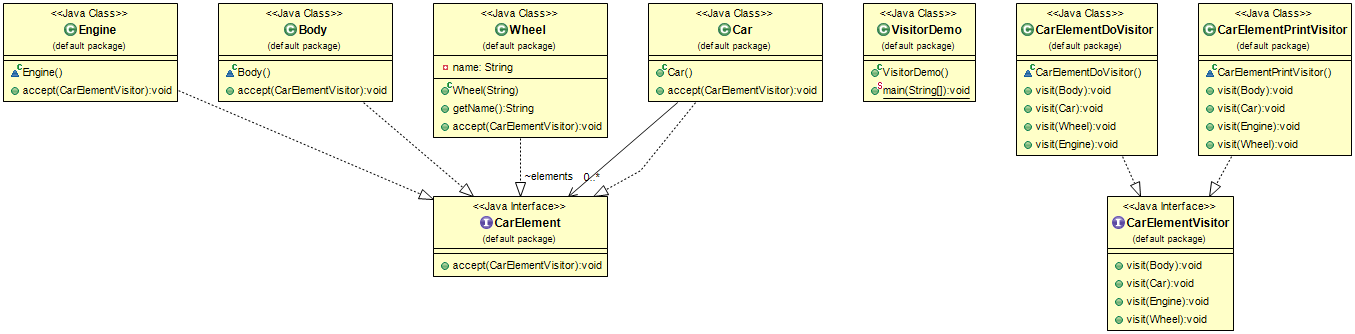 <<Java Class>>
Engine
(default package)
Engine()
accept(CarElementVisitor):void
<<Java Class>>
Body
(default package)
Body()
accept(CarElementVisitor):void
<<Java Class>>
Wheel
(default package)
name: String
Wheel(String)
getName():String
accept(CarElementVisitor):void
<<Java Class>>
Car
(default package)
Car()
accept(CarElementVisitor):void
<<Java Class>>
VisitorDemo
(default package)
VisitorDemo()
main(String[]):void
<<Java Class>>
CarElementDoVisitor
(default package)
CarElementDoVisitor()
visit(Body):void
visit(Car):void
visit(Wheel):void
visit(Engine):void
<<Java Class>>
CarElementPrintVisitor
(default package)
CarElementPrintVisitor()
visit(Body):void
visit(Car):void
visit(Engine):void
visit(Wheel):void
~elements 0..*
<<Java Interface>>
CarElement
(default package)
accept(CarElementVisitor):void
<<Java Interface>>
CarElementVisitor
(default package)
visit(Body):void
visit(Car):void
visit(Engine):void
visit(Wheel):void